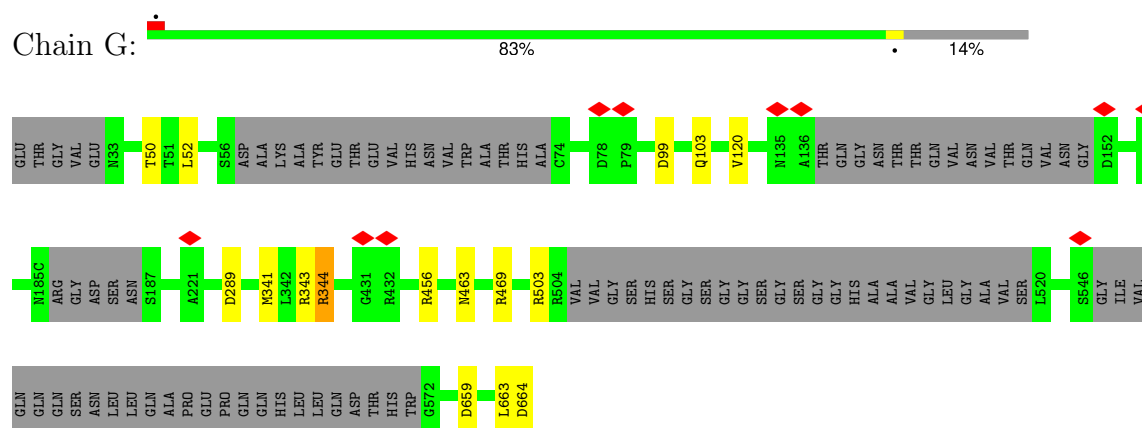 Chain G:
•
83%
•
14%
GLU THR GLY VAL GLU N33 T50 T51 L52 S56 ASP ALA LYS ALA TYR GLU THR GLU VAL HIS ASN VAL TRP ALA THR HIS ALA C74 D78 P79 D99 Q103 V120 N135 A136 THR GLN GLY ASN THR THR GLN VAL ASN VAL THR GLN VAL ASN GLY D152
N185C ARG GLY ASP SER ASN S187 A221 D289 M341 L342 R343 R344 G431 R432 R456 N463 R469 R503 R504 VAL VAL GLY SER HIS SER GLY SER GLY GLY SER GLY SER GLY GLY HIS ALA ALA VAL GLY LEU GLY ALA VAL SER L520 S546 GLY ILE VAL
GLN GLN GLN SER ASN LEU LEU GLN ALA PRO GLU PRO GLN GLN HIS LEU LEU GLN ASP THR HIS TRP G572 D659 L663 D664